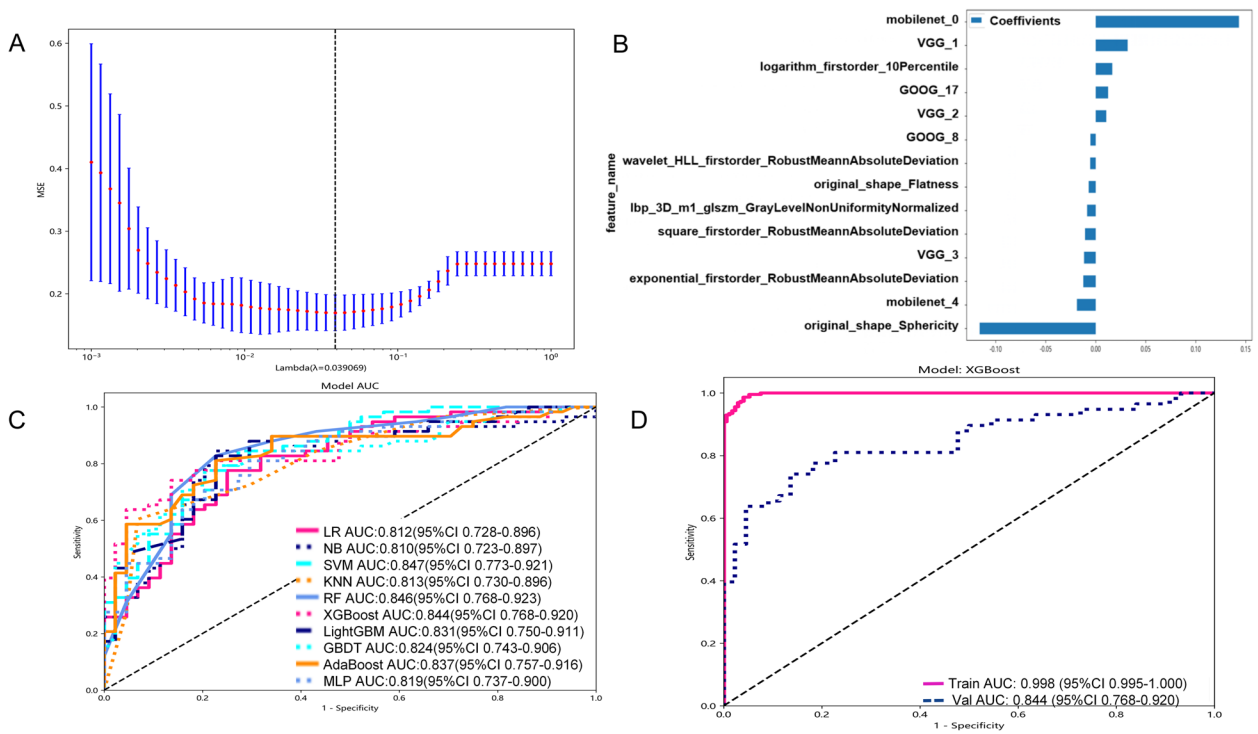 A
0.6
0.5
0.4
0.3
0.2
MSE
10⁻³
10⁻²
10⁻¹
10⁰
Lambda(λ=0.039069)
B
Coeffivients
feature_name
mobilenet_0
VGG_1
logarithm_firstorder_10Percentile
GOOG_17
VGG_2
GOOG_8
wavelet_HLL_firstorder_RobustMeannAbsoluteDeviation
original_shape_Flatness
lbp_3D_m1_glszm_GrayLevelNonUniformityNormalized
square_firstorder_RobustMeannAbsoluteDeviation
VGG_3
exponential_firstorder_RobustMeannAbsoluteDeviation
mobilenet_4
original_shape_Sphericity
-0.10
-0.05
0.00
0.05
0.10
0.15
C
Model AUC
1.0
0.8
0.6
0.4
0.2
0.0
Sensitivity
LR AUC:0.812(95%CI 0.728-0.896)
NB AUC:0.810(95%CI 0.723-0.897)
SVM AUC:0.847(95%CI 0.773-0.921)
KNN AUC:0.813(95%CI 0.730-0.896)
RF AUC:0.846(95%CI 0.768-0.923)
XGBoost AUC:0.844(95%CI 0.768-0.920)
LightGBM AUC:0.831(95%CI 0.750-0.911)
GBDT AUC:0.824(95%CI 0.743-0.906)
AdaBoost AUC:0.837(95%CI 0.757-0.916)
MLP AUC:0.819(95%CI 0.737-0.900)
0.0
0.2
0.4
0.6
0.8
1.0
1 - Specificity
D
Model: XGBoost
1.0
0.8
0.6
0.4
0.2
0.0
Sensitivity
Train AUC: 0.998 (95%CI 0.995-1.000)
Val AUC: 0.844 (95%CI 0.768-0.920)
0.0
0.2
0.4
0.6
0.8
1.0
1 - Specificity